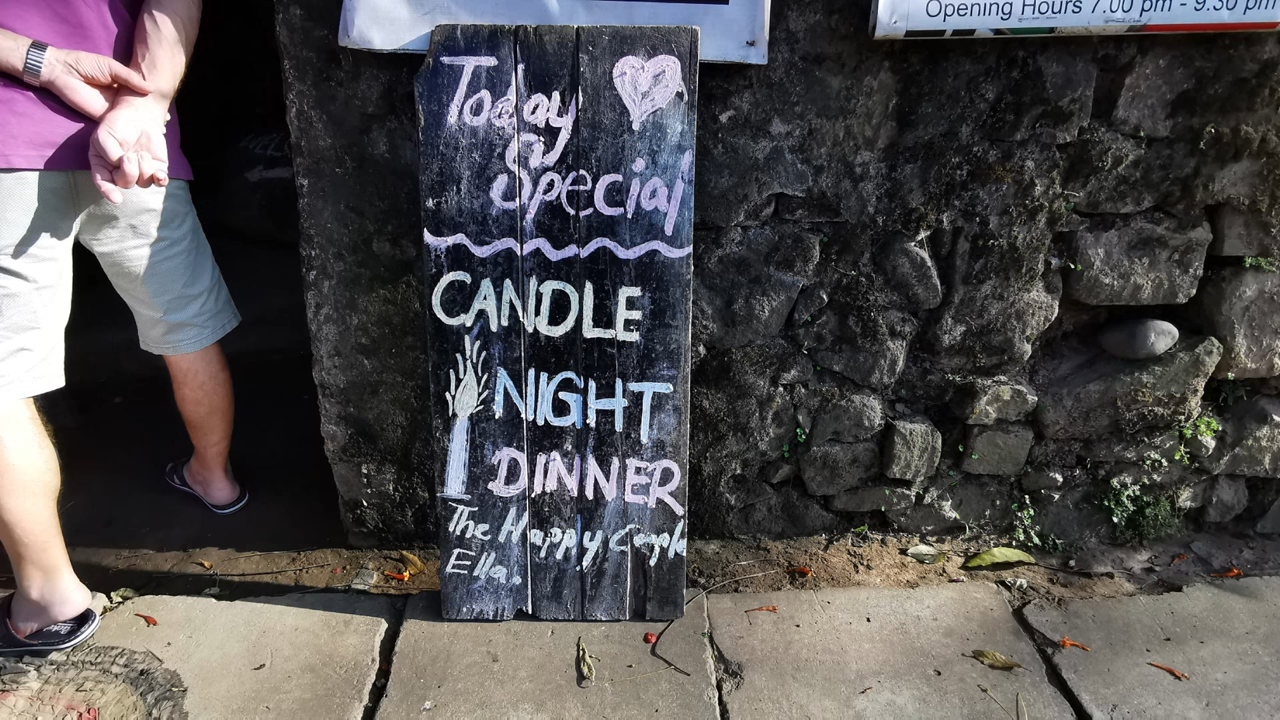 Opening Hours 7.00 pm - 9.30 pm
Today
a
Special
CANDLE
NIGHT
DINNER
The Happy Couple
Ella.